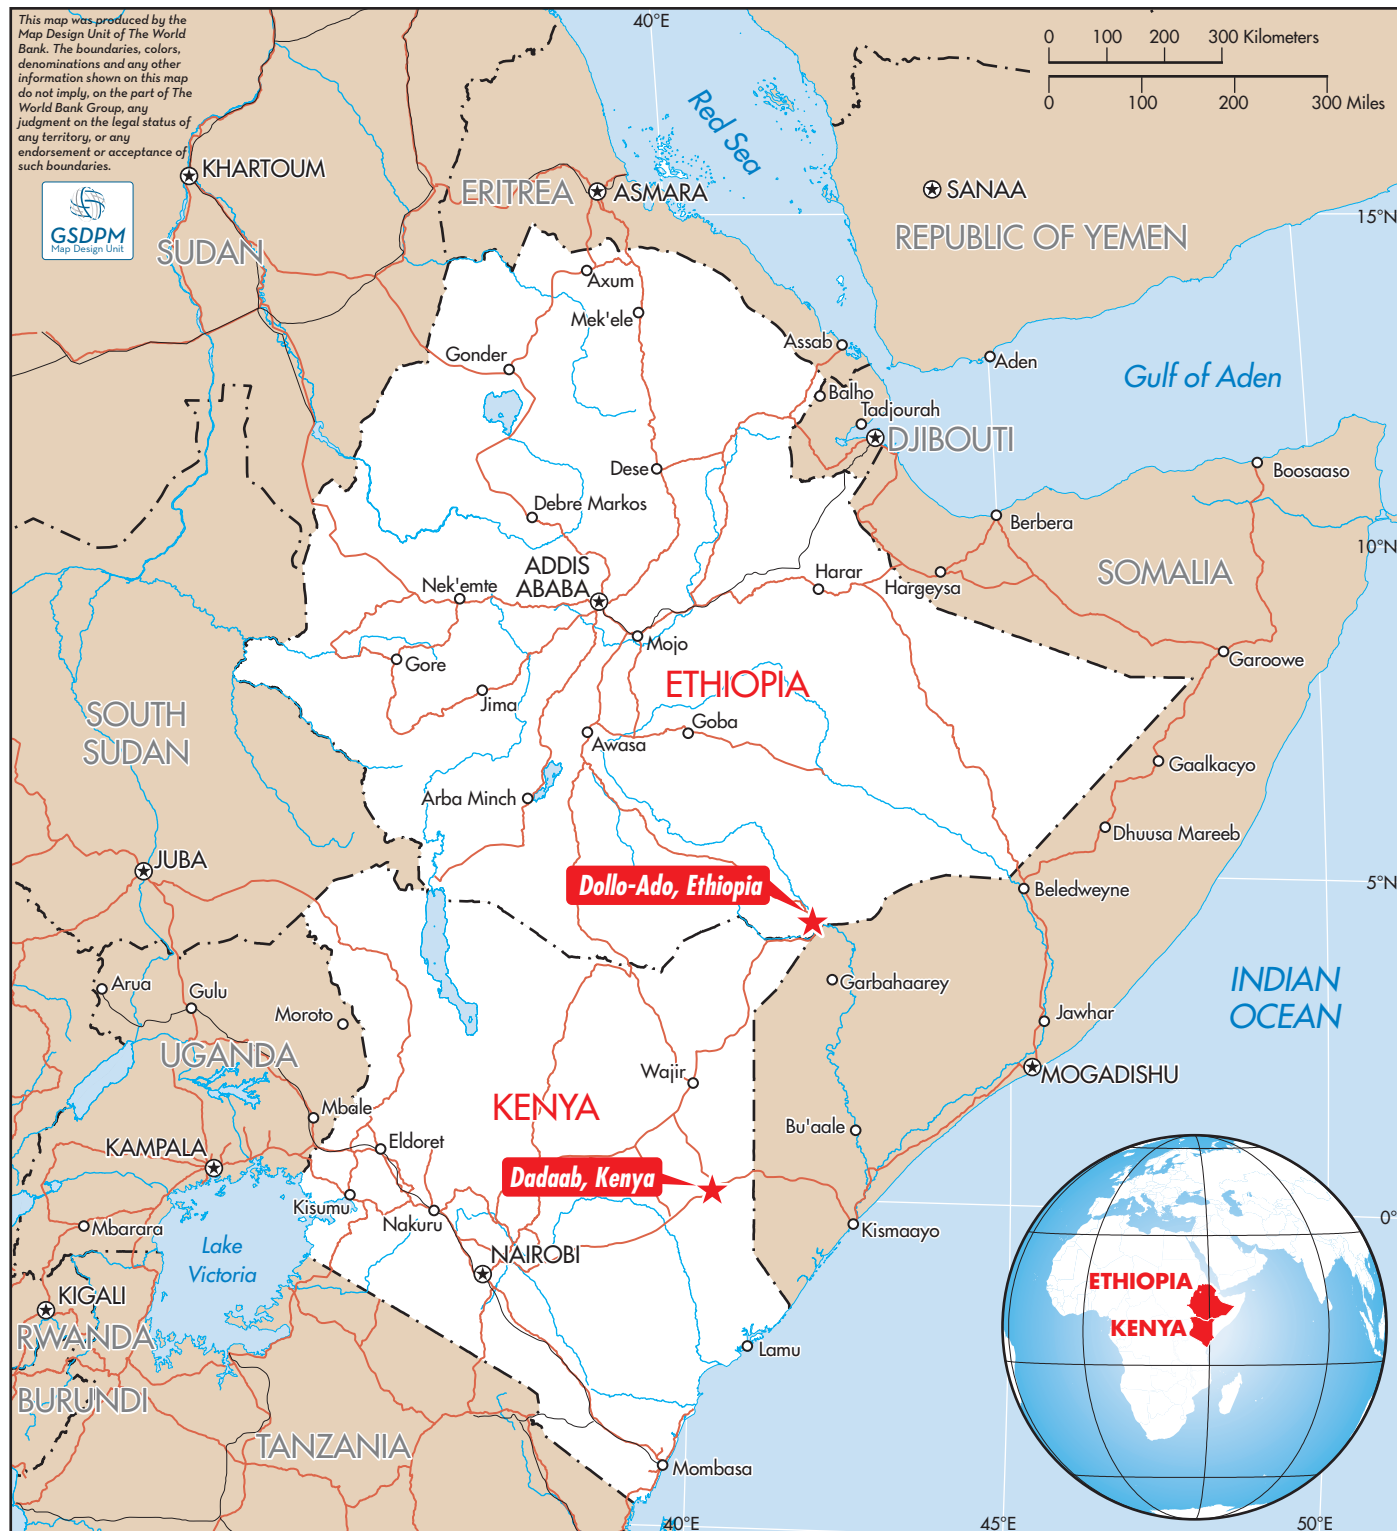 This map was produced by the
Map Design Unit of The World
Bank. The boundaries, colors,
denominations and any other
information shown on this map
do not imply, on the part of The
World Bank Group, any
judgment on the legal status of
any territory, or any
endorsement or acceptance of
such boundaries.
GSDPM
Map Design Unit
40°E
0 100 200 300 Kilometers
0 100 200 300 Miles
Red Sea
KHARTOUM
ERITREA
ASMARA
SANAA
15°N
SUDAN
REPUBLIC OF YEMEN
Axum
Mek'ele
Assab
Gonder
Aden
Gulf of Aden
Balho
Tadjourah
DJIBOUTI
Dese
Boosaaso
Debre Markos
Berbera
10°N
ADDIS
ABABA
Harar
SOMALIA
Nek'emte
Hargeysa
Mojo
Gore
Garoowe
ETHIOPIA
Jima
SOUTH
SUDAN
Goba
Awasa
Gaalkacyo
Arba Minch
Dhuusa Mareeb
JUBA
Dollo-Ado, Ethiopia
Beledweyne
5°N
Arua
Gulu
Garbahaarey
INDIAN
OCEAN
Moroto
Jawhar
UGANDA
Wajir
MOGADISHU
KENYA
Mbale
Bu'aale
Eldoret
KAMPALA
Dadaab, Kenya
Kisumu
Nakuru
Mbarara
Kismaayo
0°
Lake
Victoria
NAIROBI
KIGALI
ETHIOPIA
RWANDA
KENYA
Lamu
BURUNDI
TANZANIA
Mombasa
40°E
45°E
50°E